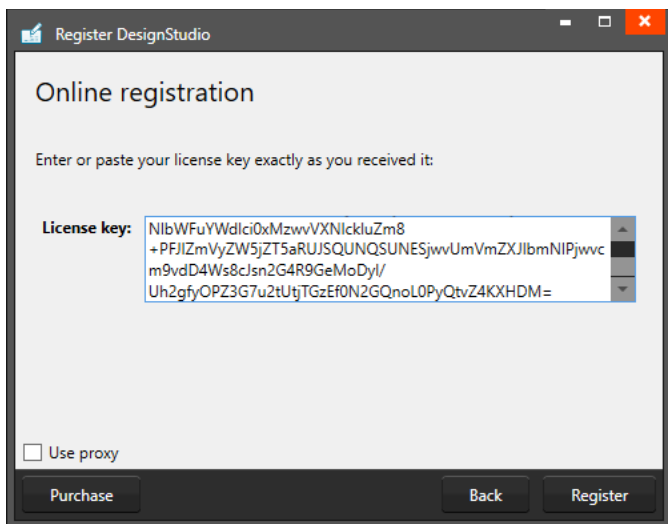 Register DesignStudio
Online registration
Enter or paste your license key exactly as you received it:
License key:
NlbWFuYWdlci0xMzwvVXNlckluZm8
+PFJlZmVyZW5jZT5aRUJSQUNQSUNESjwvUmVmZXJlbmNlPjwvc
m9vdD4Ws8cJsn2G4R9GeMoDyl/
Uh2gfyOPZ3G7u2tUtjTGzEf0N2GQnoL0PyQtvZ4KXHDM=
Use proxy
Purchase
Back
Register